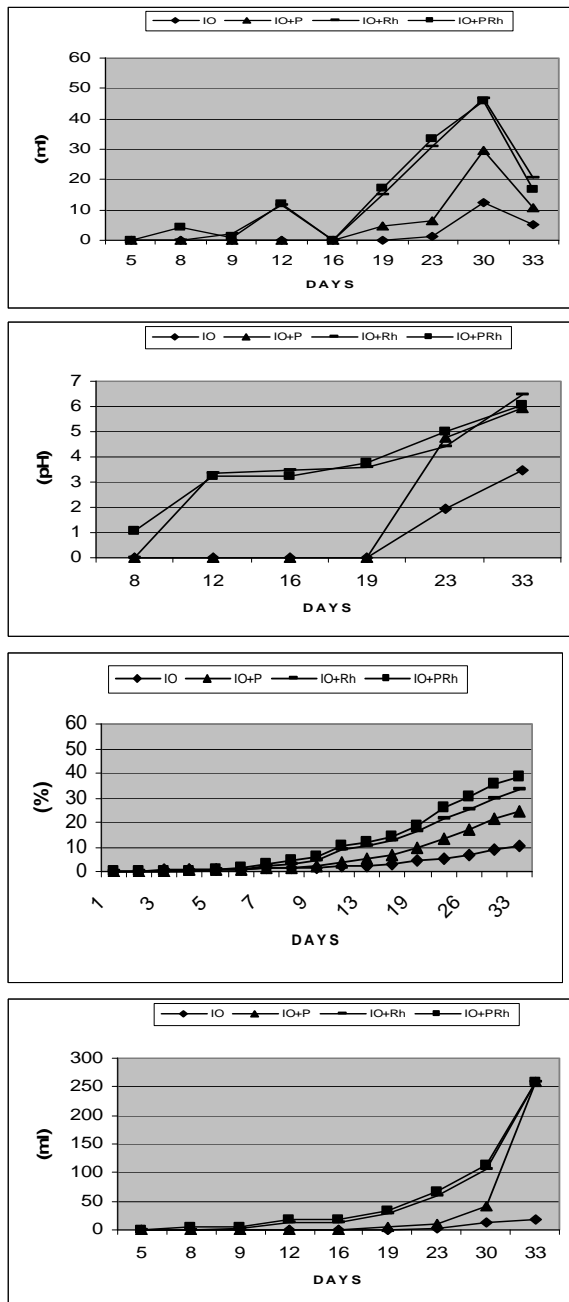 IO IO+P IO+Rh IO+PRh
60
50
40
30
20
10
0
(ml)
5 8 9 12 16 19 23 30 33
DAYS
IO IO+P IO+Rh IO+PRh
7
6
5
4
3
2
1
0
(pH)
8 12 16 19 23 33
DAYS
IO IO+P IO+Rh IO+PRh
60
50
40
30
20
10
0
(%)
1 3 5 7 9 13 19 26 33
DAYS
IO IO+P IO+Rh IO+PRh
300
250
200
150
100
50
0
(ml)
5 8 9 12 16 19 23 30 33
DAYS